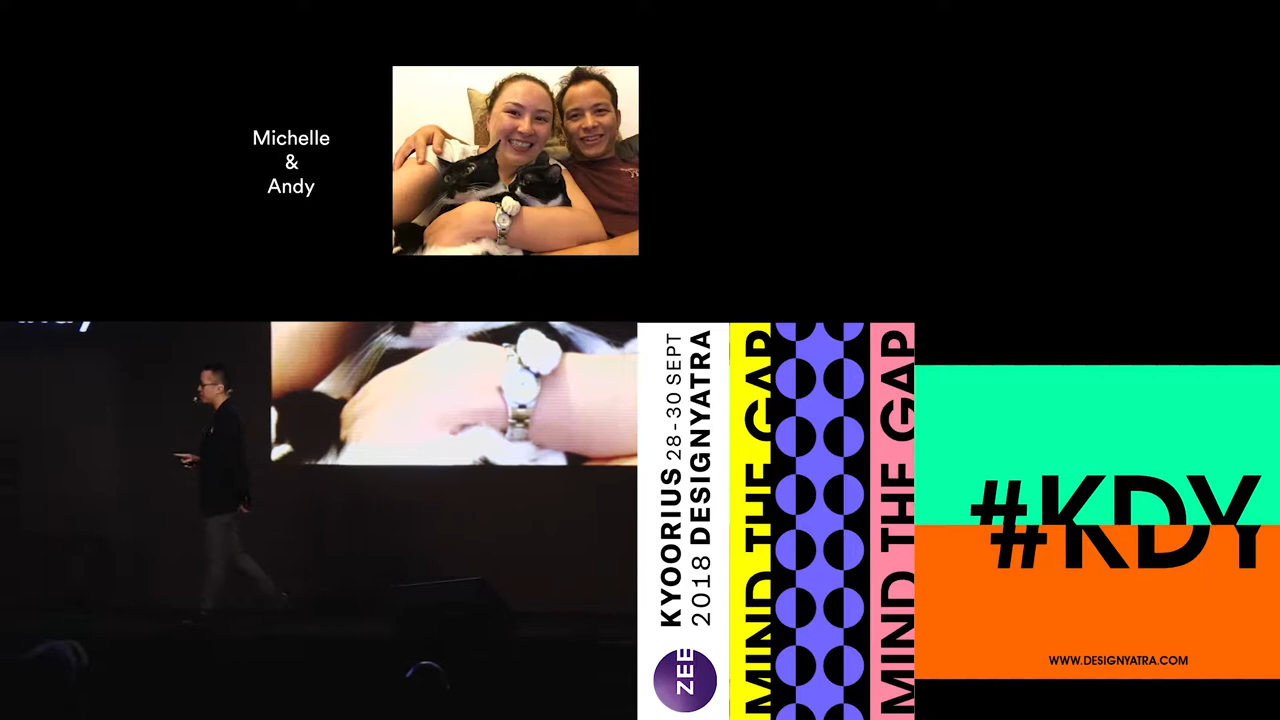 Michelle
&
Andy
KYOORIUS 28-30 SEPT
2018 DESIGNYATRA
ZEE
MIND THE GAP
MIND THE GAP
#KDY
WWW.DESIGNYATRA.COM